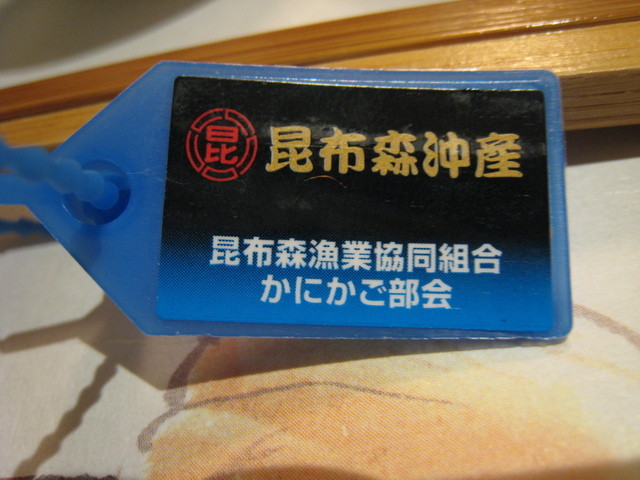 昆 昆布森沖産
昆布森漁業協同組合
かにかご部会